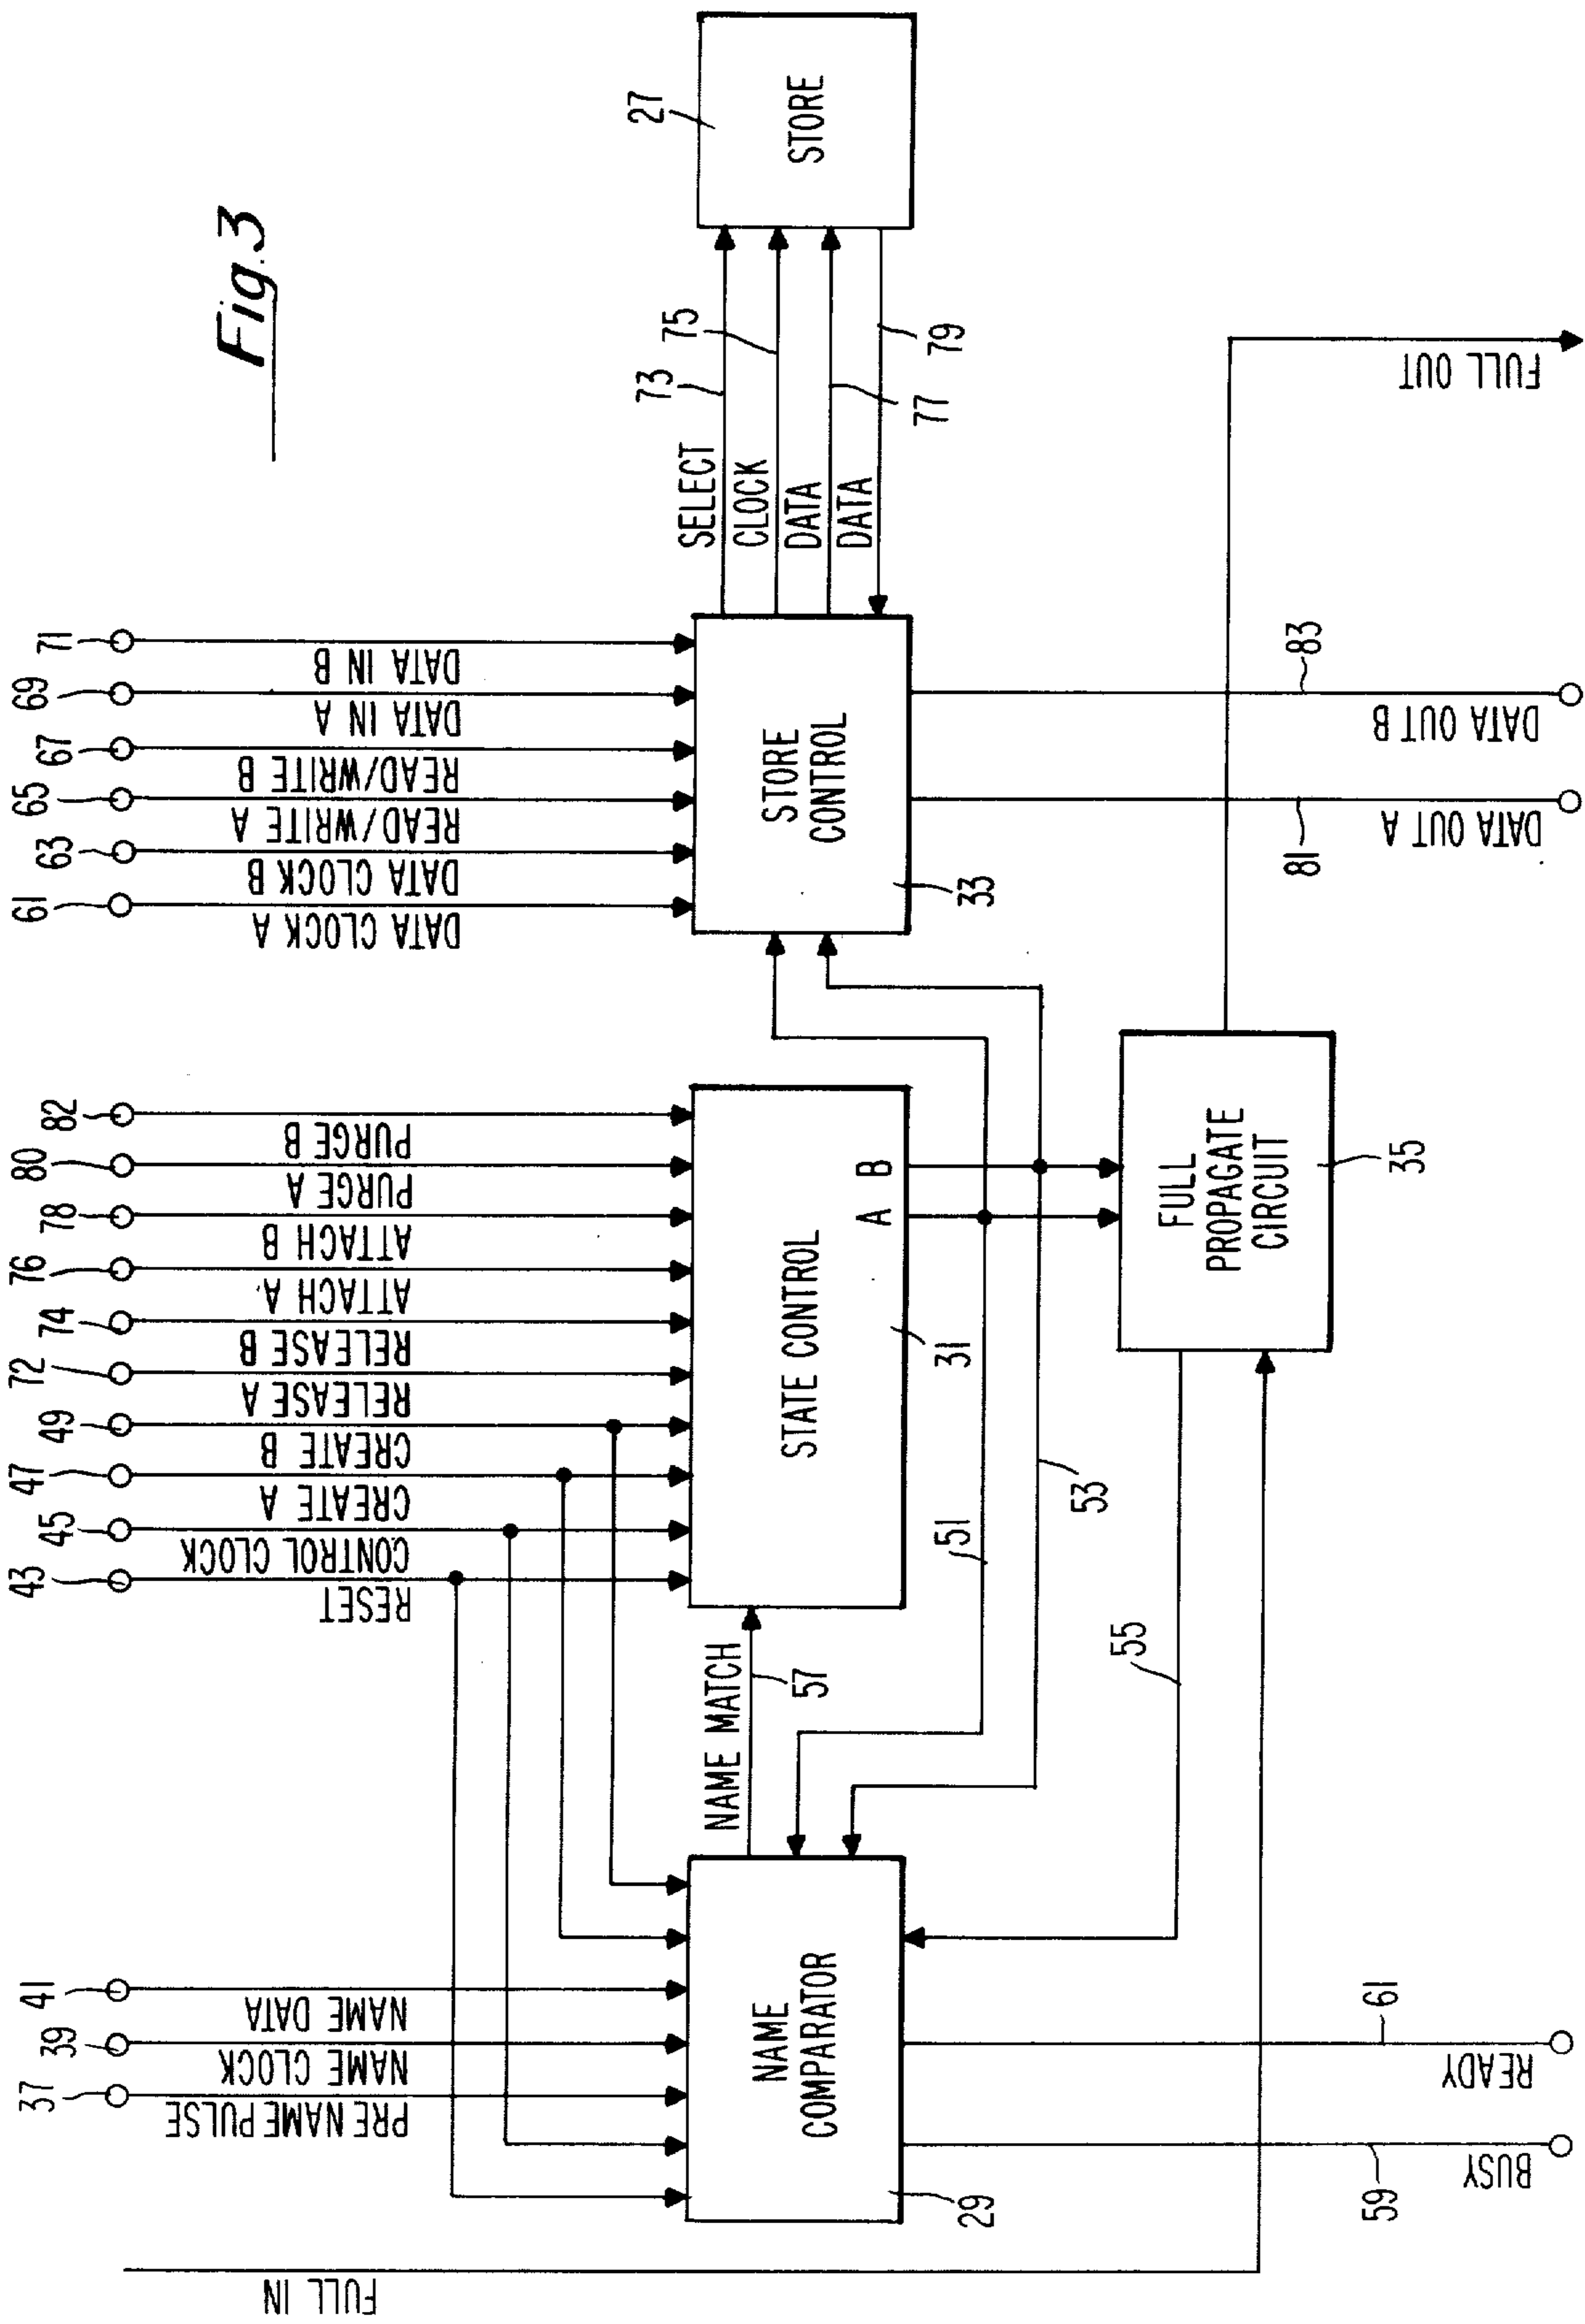 Fig.3
FULL IN
37
39
41
PRE NAME PULSE
NAME CLOCK
NAME DATA
43
45
47
49
72
74
76
78
80
82
RESET
CONTROL CLOCK
CREATE A
CREATE B
RELEASE A
RELEASE B
ATTACH A
ATTACH B
PURGE A
PURGE B
61
63
65
67
69
71
DATA CLOCK A
DATA CLOCK B
READ/WRITE A
READ/WRITE B
DATA IN A
DATA IN B
NAME
COMPARATOR
29
NAME MATCH
57
STATE CONTROL
A
B
31
STORE
CONTROL
33
SELECT
CLOCK
DATA
DATA
73
75
77
79
STORE
27
51
53
55
FULL
PROPAGATE
CIRCUIT
35
BUSY
59
READY
61
DATA OUT A
81
DATA OUT B
83
FULL OUT